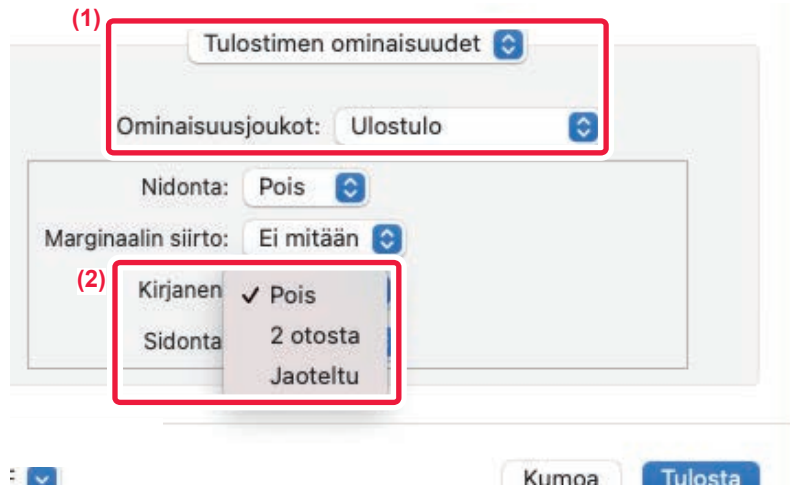 (1)
Tulostimen ominaisuudet
Ominaisuusjoukot: Ulostulo
Nidonta: Pois
Marginaalin siirto: Ei mitään
(2)
Kirjanen ✓ Pois
Sidonta 2 otosta
Jaoteltu
Kumoa Tulosta